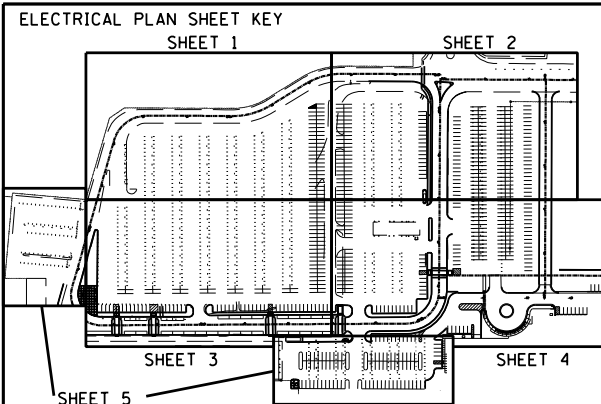 ELECTRICAL PLAN SHEET KEY
SHEET 1
SHEET 2
SHEET 3
SHEET 4
SHEET 5